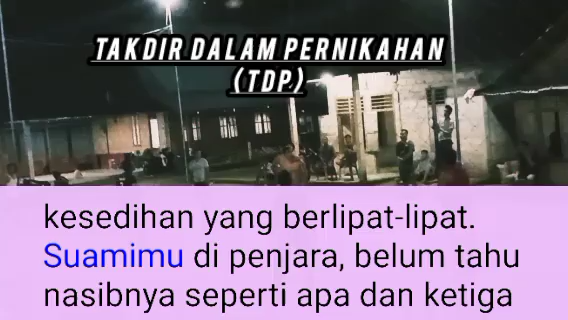 TAKDIR DALAM PERNIKAHAN
(TDP)
kesedihan yang berlipat-lipat.
Suamimu di penjara, belum tahu
nasibnya seperti apa dan ketiga